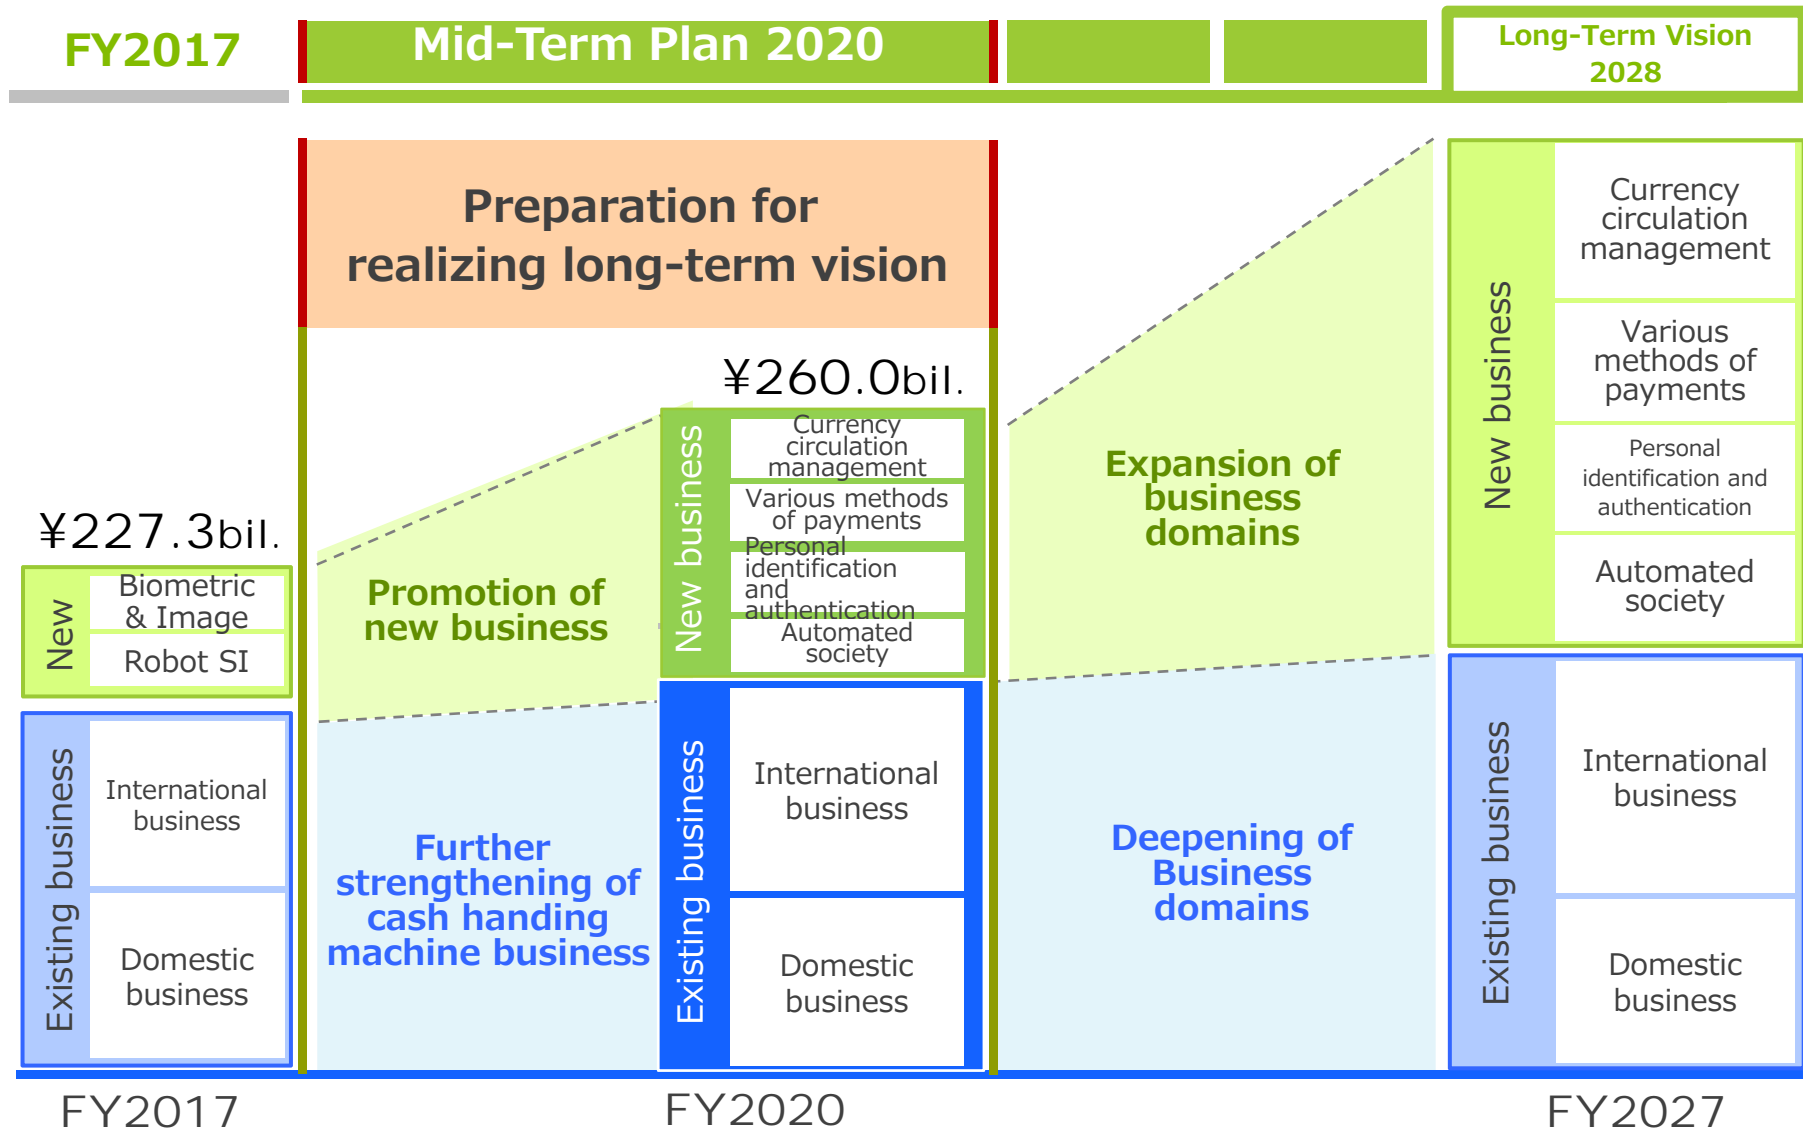 FY2017
Mid-Term Plan 2020
Long-Term Vision
2028
Preparation for
realizing long-term vision
¥227.3bil.
New
Biometric
& Image
Robot SI
Existing business
International
business
Domestic
business
Promotion of
new business
Further
strengthening of
cash handing
machine business
¥260.0bil.
New business
Currency
circulation
management
Various methods
of payments
Personal
identification
and
authentication
Automated
society
Existing business
International
business
Domestic
business
Expansion of
business
domains
Deepening of
Business
domains
New business
Currency
circulation
management
Various
methods of
payments
Personal
identification and
authentication
Automated
society
Existing business
International
business
Domestic
business
FY2017
FY2020
FY2027